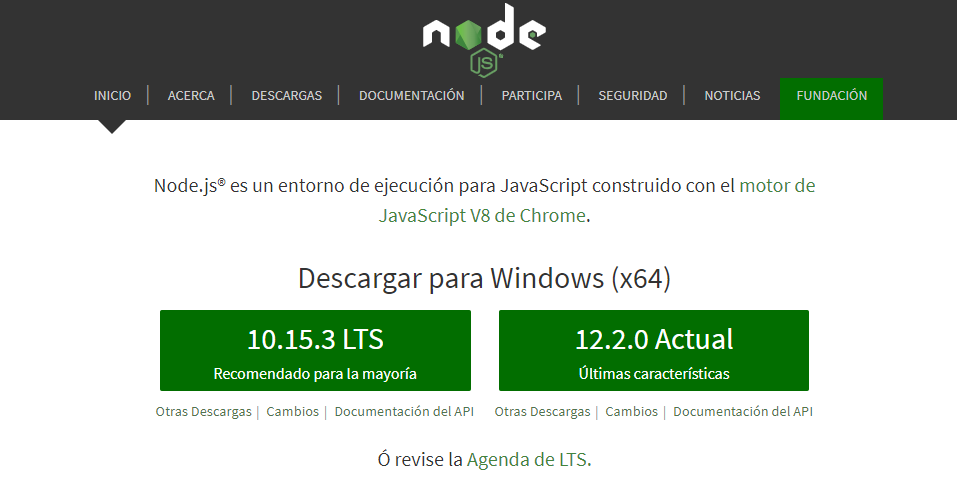 node
JS
INICIO | ACERCA | DESCARGAS | DOCUMENTACIÓN | PARTICIPA | SEGURIDAD | NOTICIAS | FUNDACIÓN
Node.js® es un entorno de ejecución para JavaScript construido con el motor de
JavaScript V8 de Chrome.
Descargar para Windows (x64)
10.15.3 LTS
Recomendado para la mayoría
12.2.0 Actual
Últimas características
Otras Descargas | Cambios | Documentación del API
Otras Descargas | Cambios | Documentación del API
Ó revise la Agenda de LTS.